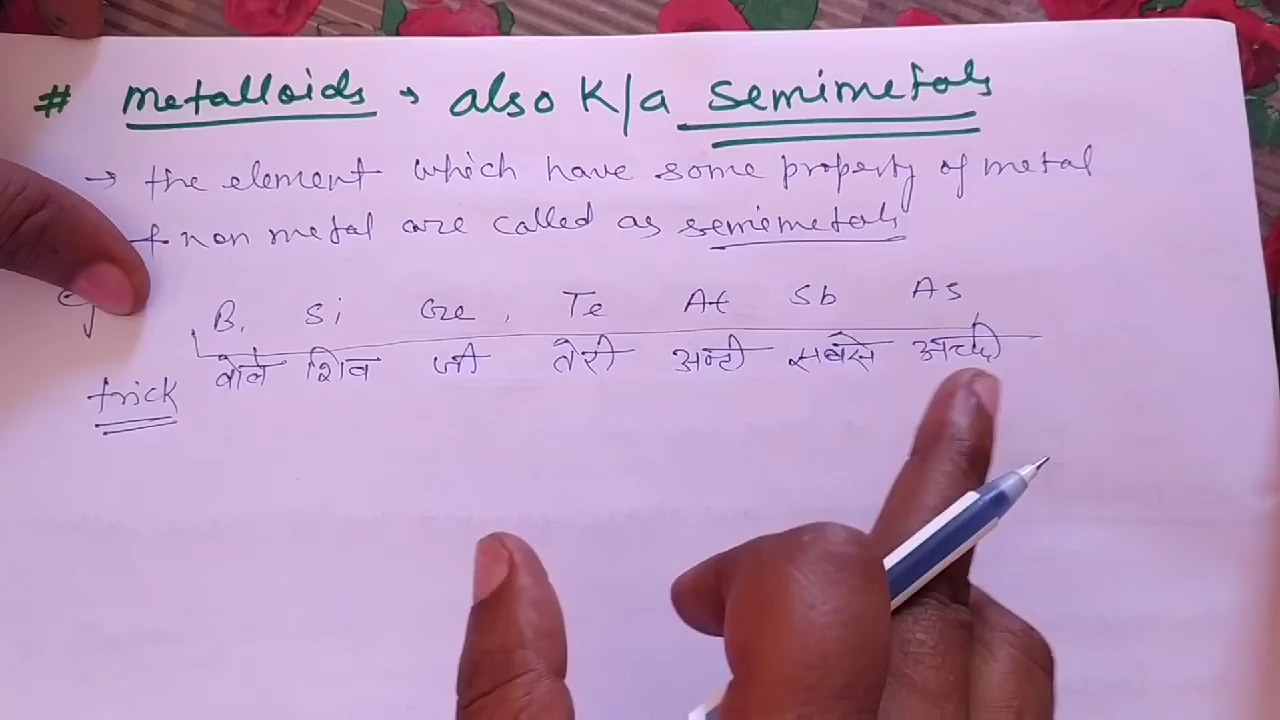 # Metalloids → also K/a semimetals
→ the element which have some property of metal
+ non metal are called as semimetals
eg B, Si Ge, Te At Sb As
trick बोले शिव जी तेरी अन्टी सबसे अच्छी